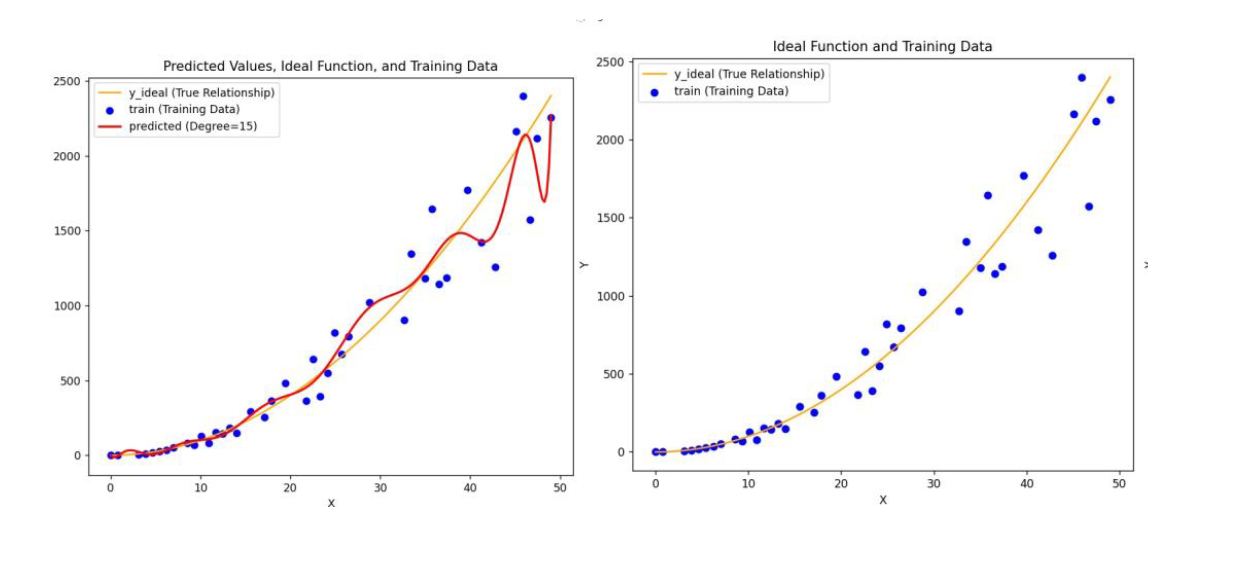 Predicted Values, Ideal Function, and Training Data
y_ideal (True Relationship)
train (Training Data)
predicted (Degree=15)
2500
2000
1500
1000
500
0
0 10 20 30 40 50
X
Y
Ideal Function and Training Data
y_ideal (True Relationship)
train (Training Data)
2500
2000
1500
1000
500
0
0 10 20 30 40 50
X